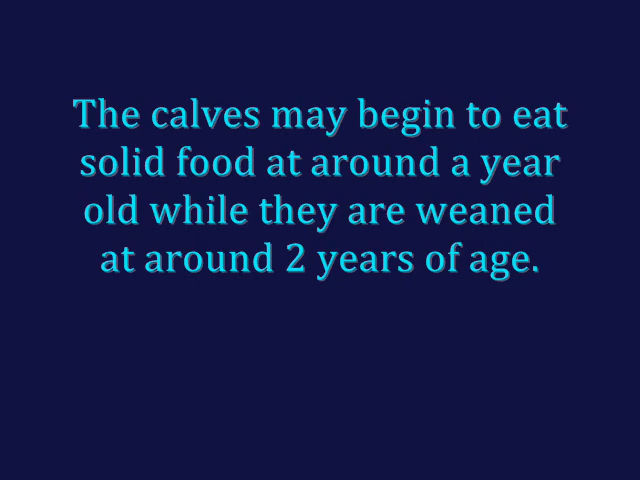 The calves may begin to eat
solid food at around a year
old while they are weaned
at around 2 years of age.